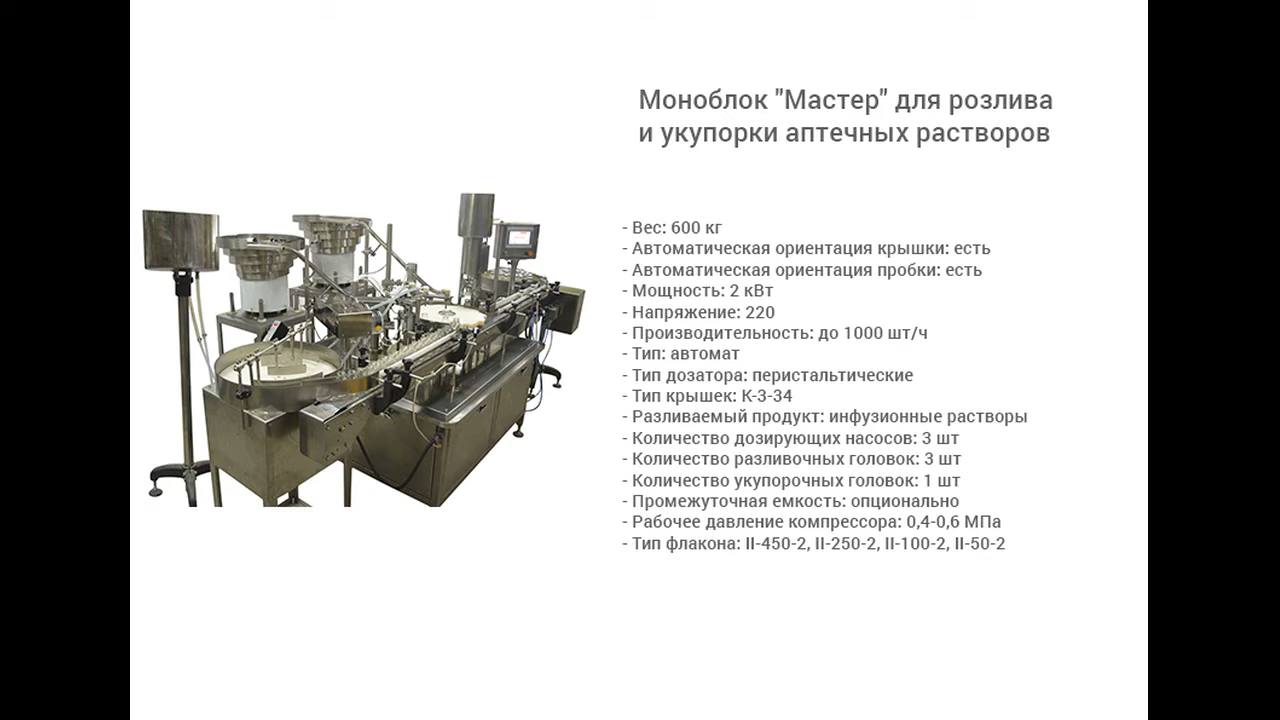 Моноблок "Мастер" для розлива
и укупорки аптечных растворов
- Вес: 600 кг
- Автоматическая ориентация крышки: есть
- Автоматическая ориентация пробки: есть
- Мощность: 2 кВт
- Напряжение: 220
- Производительность: до 1000 шт/ч
- Тип: автомат
- Тип дозатора: перистальтические
- Тип крышек: К-3-34
- Разливаемый продукт: инфузионные растворы
- Количество дозирующих насосов: 3 шт
- Количество разливочных головок: 3 шт
- Количество укупорочных головок: 1 шт
- Промежуточная емкость: опционально
- Рабочее давление компрессора: 0,4-0,6 МПа
- Тип флакона: II-450-2, II-250-2, II-100-2, II-50-2